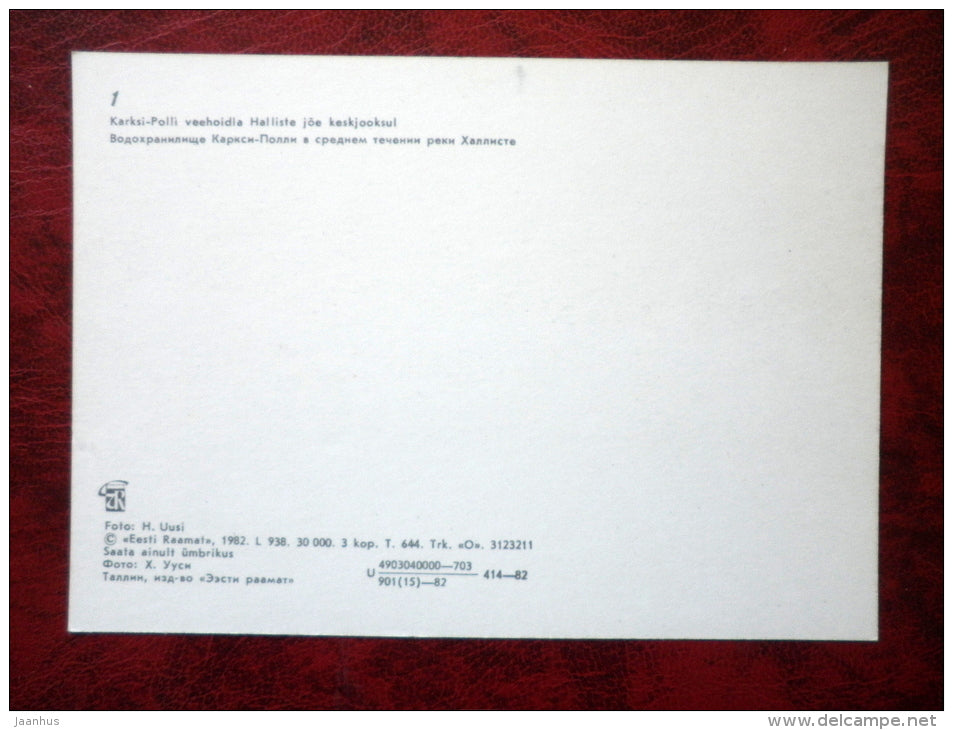 1
Karksi-Polli veehoidla Halliste jõe keskjooksul
Водохранилище Каркси-Полли в среднем течении реки Халлисте
Foto: H. Uusi
© «Eesti Raamat», 1982. L 938. 30 000. 3 kop. T. 644. Trk. «O». 3123211
Saata ainult ümbrikus
Фото: Х. Ууси
Таллин, изд-во «Ээсти раамат»
U 4903040000—703
901(15)—82
414—82
jaanhus
delcampe.net